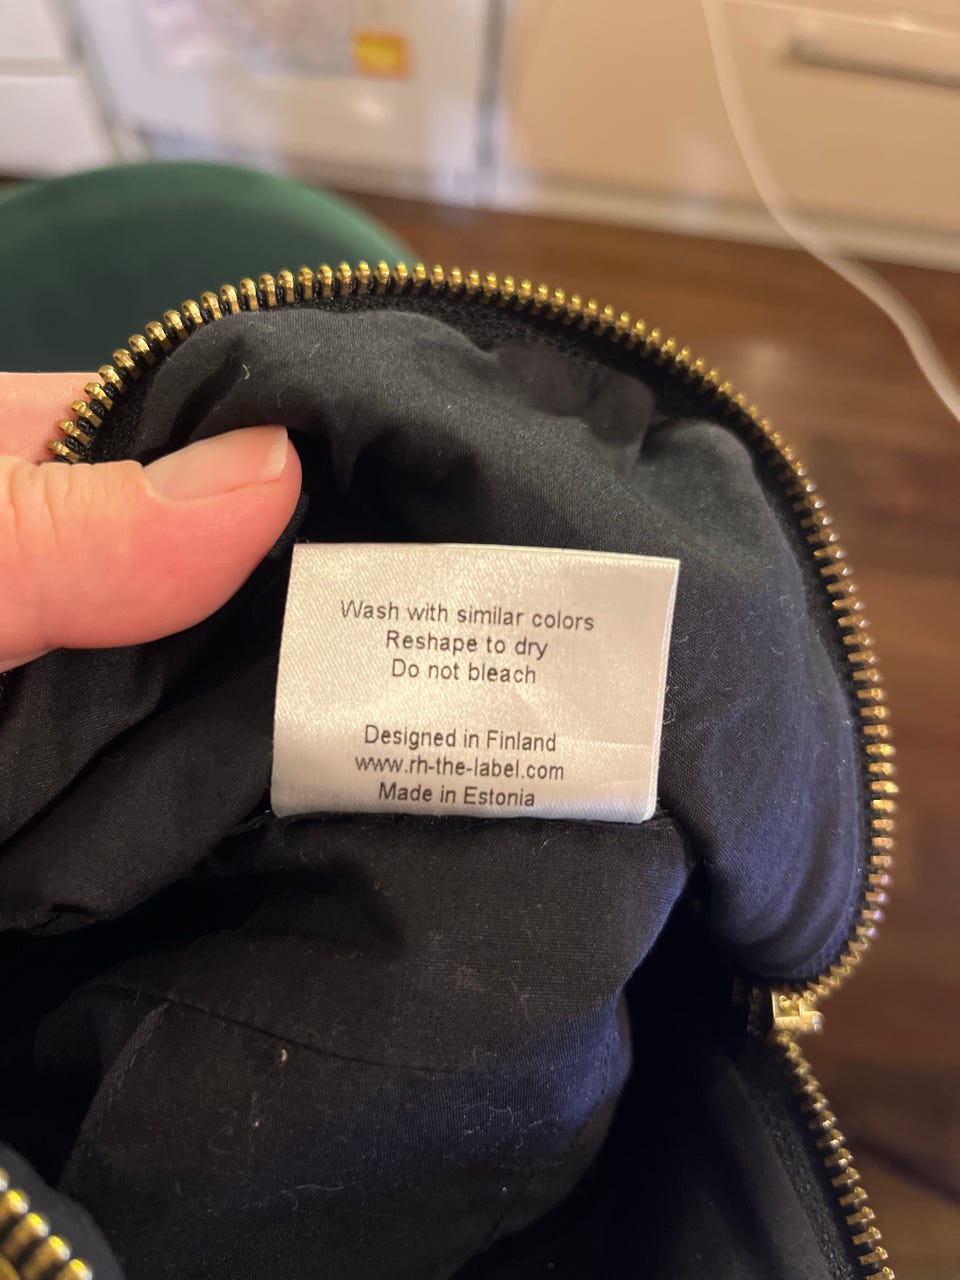 Wash with similar colors
Reshape to dry
Do not bleach
Designed in Finland
www.rh-the-label.com
Made in Estonia